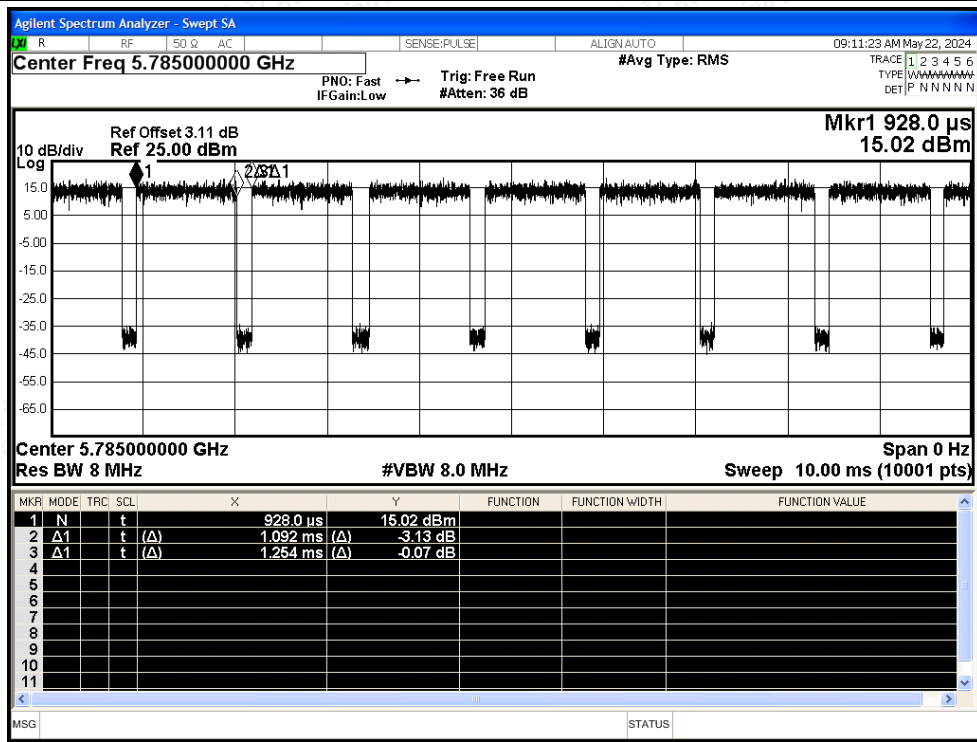 Agilent Spectrum Analyzer - Swept SA
LXI R RF 50 Ω AC SENSE:PULSE ALIGN AUTO 09:11:23 AM May 22, 2024
Center Freq 5.785000000 GHz #Avg Type: RMS TRACE 1 2 3 4 5 6
PNO: Fast Trig: Free Run TYPE W
IFGain:Low #Atten: 36 dB DET P N N N N N
Mkr1 928.0 µs
Ref Offset 3.11 dB
10 dB/div Ref 25.00 dBm 15.02 dBm
Log
1 2Δ1 3Δ1
15.0
5.00
-5.00
-15.0
-25.0
-35.0
-45.0
-55.0
-65.0
Center 5.785000000 GHz Span 0 Hz
Res BW 8 MHz #VBW 8.0 MHz Sweep 10.00 ms (10001 pts)
MKR MODE TRC SCL X Y FUNCTION FUNCTION WIDTH FUNCTION VALUE
1 N t 928.0 µs 15.02 dBm
2 Δ1 t (Δ) 1.092 ms (Δ) -3.13 dB
3 Δ1 t (Δ) 1.254 ms (Δ) -0.07 dB
4
5
6
7
8
9
10
11
MSG STATUS